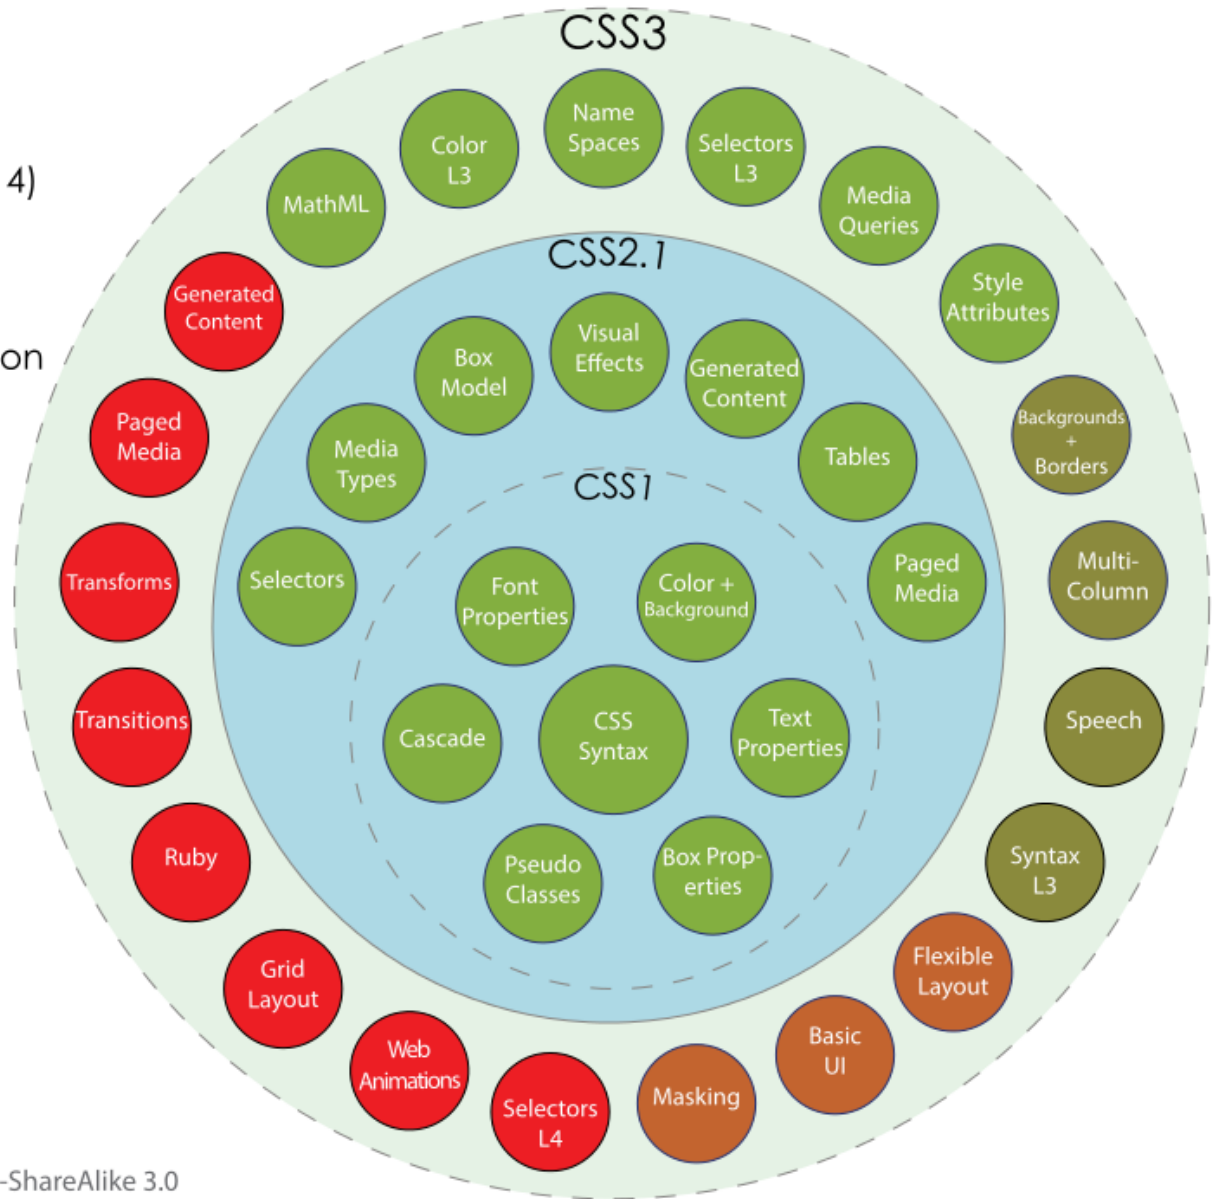 CSS3
Name
Spaces
Color
L3
Selectors
L3
MathML
Media
Queries
4)
Generated
Content
Style
Attributes
on
Paged
Media
Backgrounds
+
Borders
Transforms
Multi-
Column
Transitions
Speech
Ruby
Syntax
L3
Grid
Layout
Flexible
Layout
Web
Animations
Basic
UI
Selectors
L4
Masking
CSS2.1
Visual
Effects
Box
Model
Generated
Content
Media
Types
Tables
Selectors
Paged
Media
CSS1
Font
Properties
Color +
Background
Cascade
CSS
Syntax
Text
Properties
Pseudo
Classes
Box Prop-
erties
-ShareAlike 3.0